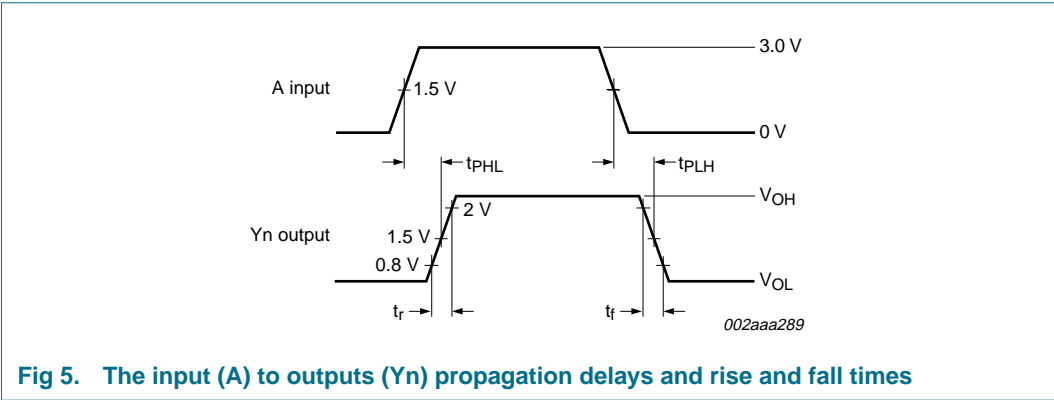 3.0 V
A input
1.5 V
0 V
tPHL
tPLH
VOH
2 V
Yn output
1.5 V
0.8 V
VOL
tr
tf
002aaa289
Fig 5. The input (A) to outputs (Yn) propagation delays and rise and fall times